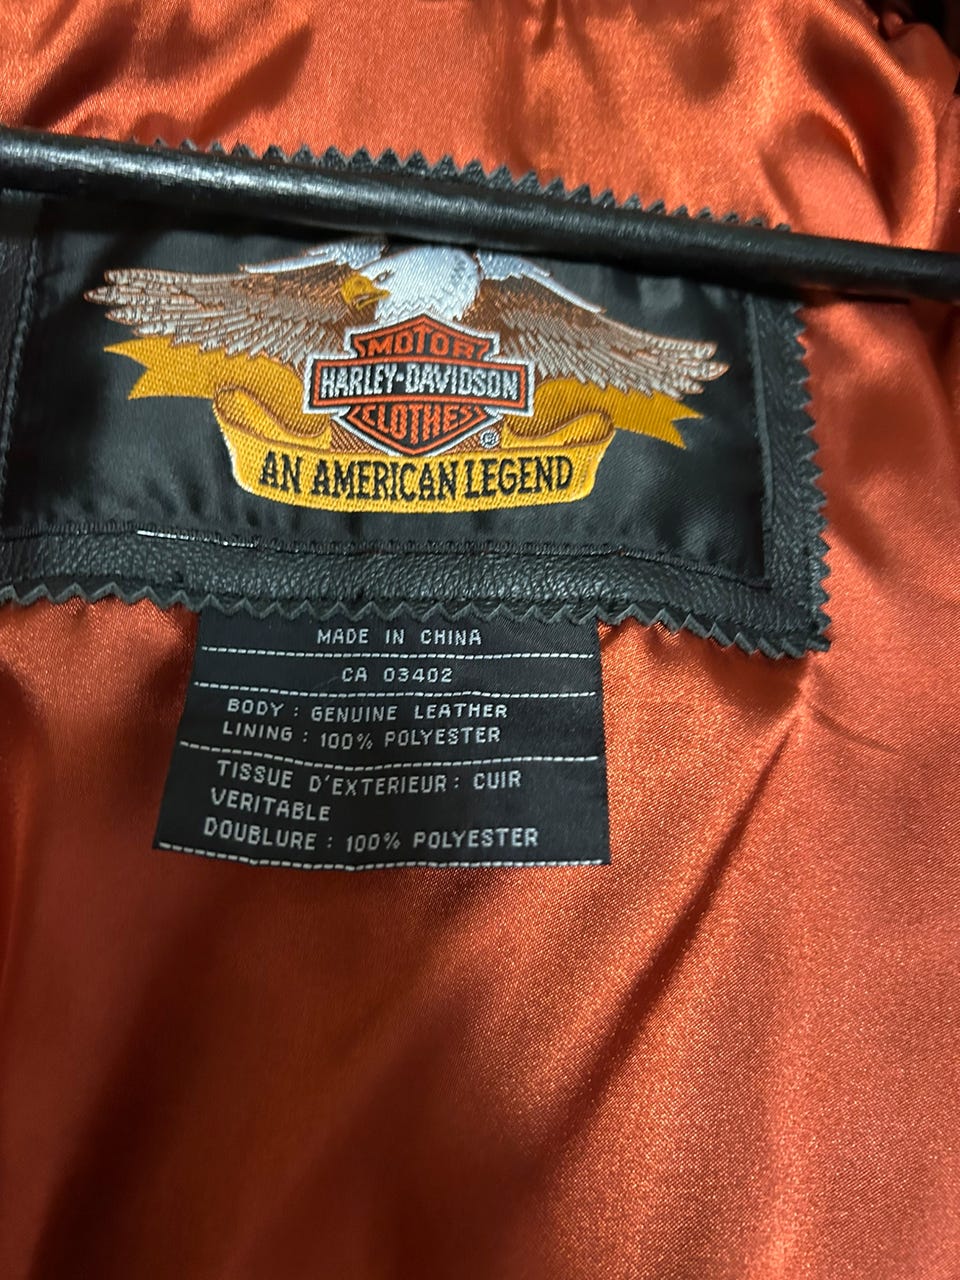 MOTOR
HARLEY-DAVIDSON
CLOTHES
®
AN AMERICAN LEGEND
MADE IN CHINA
CA 03402
BODY : GENUINE LEATHER
LINING : 100% POLYESTER
TISSUE D'EXTERIEUR : CUIR
VERITABLE
DOUBLURE : 100% POLYESTER